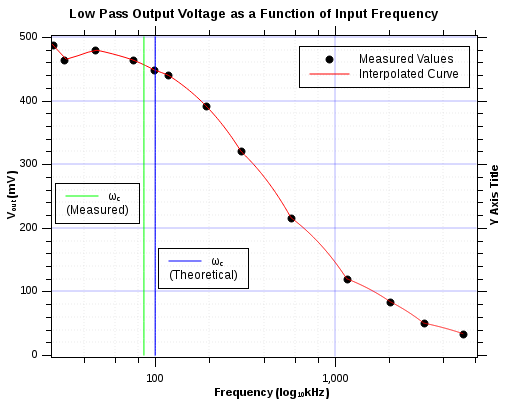 Low Pass Output Voltage as a Function of Input Frequency
500
400
300
200
100
0
Vout(mV)
Measured Values
Interpolated Curve
ωc
(Measured)
ωc
(Theoretical)
Y Axis Title
100
1,000
Frequency (log10kHz)